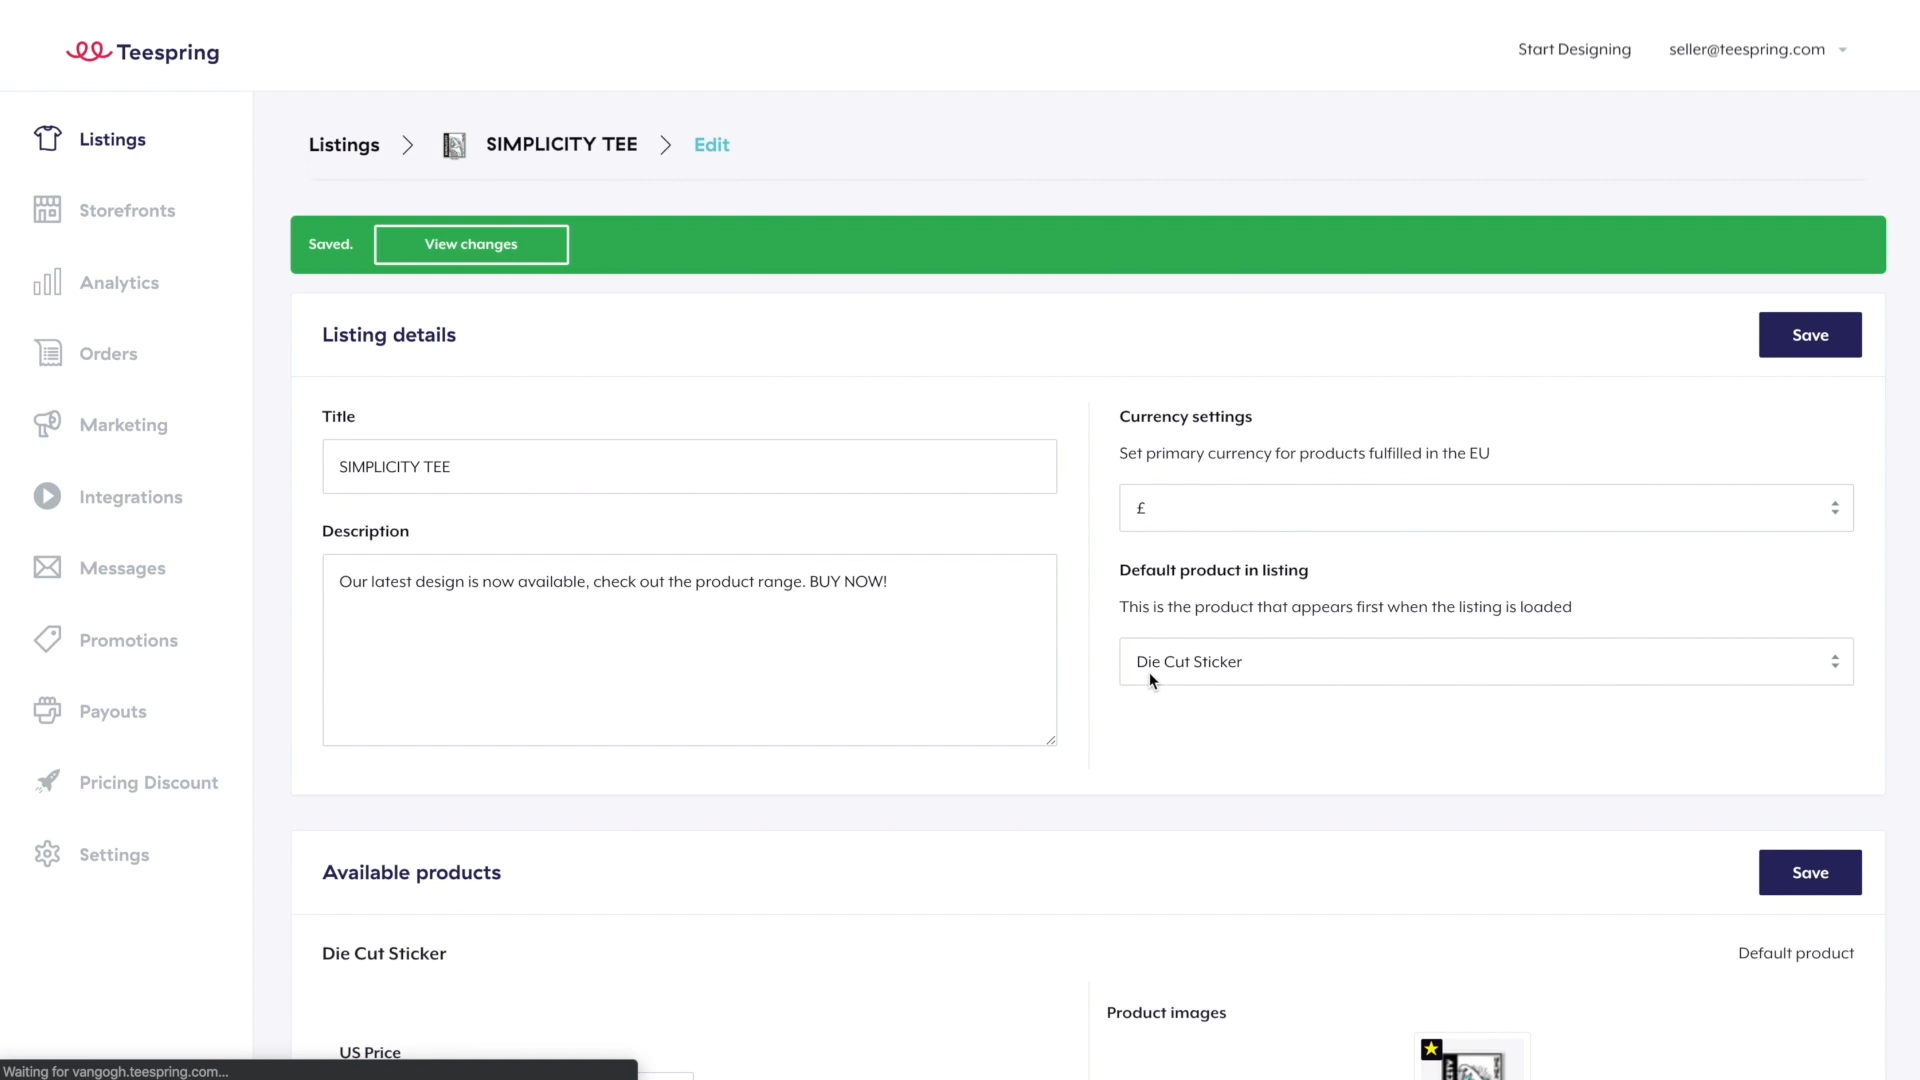 Teespring
Start Designing
seller@teespring.com
Listings
Storefronts
Analytics
Orders
Marketing
Integrations
Messages
Promotions
Payouts
Pricing Discount
Settings
Listings
SIMPLICITY TEE
Edit
Saved.
View changes
Listing details
Save
Title
SIMPLICITY TEE
Description
Our latest design is now available, check out the product range. BUY NOW!
Currency settings
Set primary currency for products fulfilled in the EU
£
Default product in listing
This is the product that appears first when the listing is loaded
Die Cut Sticker
Available products
Save
Die Cut Sticker
Default product
US Price
Product images
Waiting for vangogh.teespring.com...